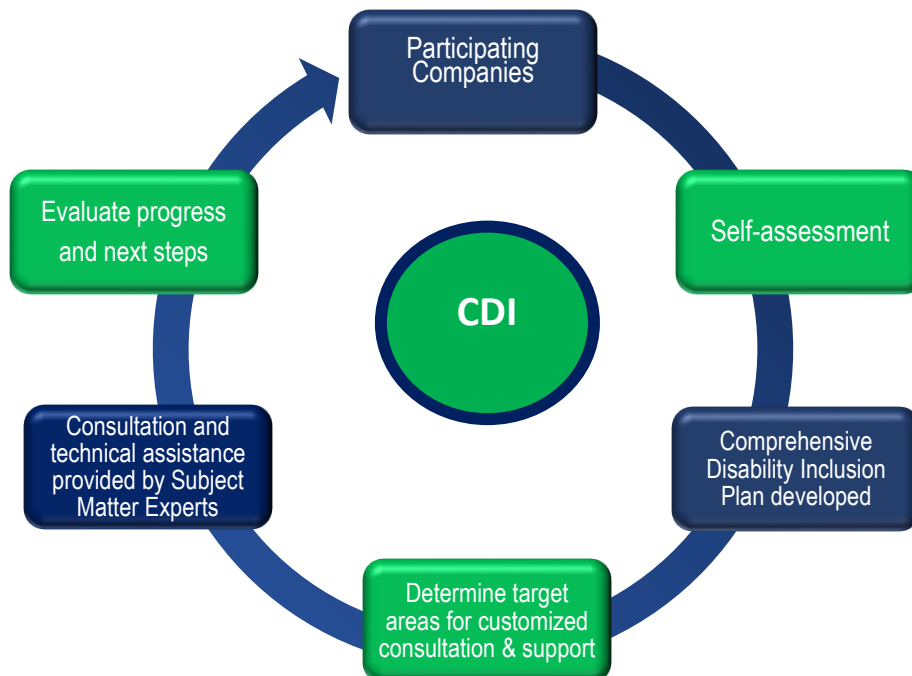 Participating
Companies
Self-assessment
Comprehensive
Disability Inclusion
Plan developed
Determine target
areas for customized
consultation & support
Consultation and
technical assistance
provided by Subject
Matter Experts
Evaluate progress
and next steps
CDI